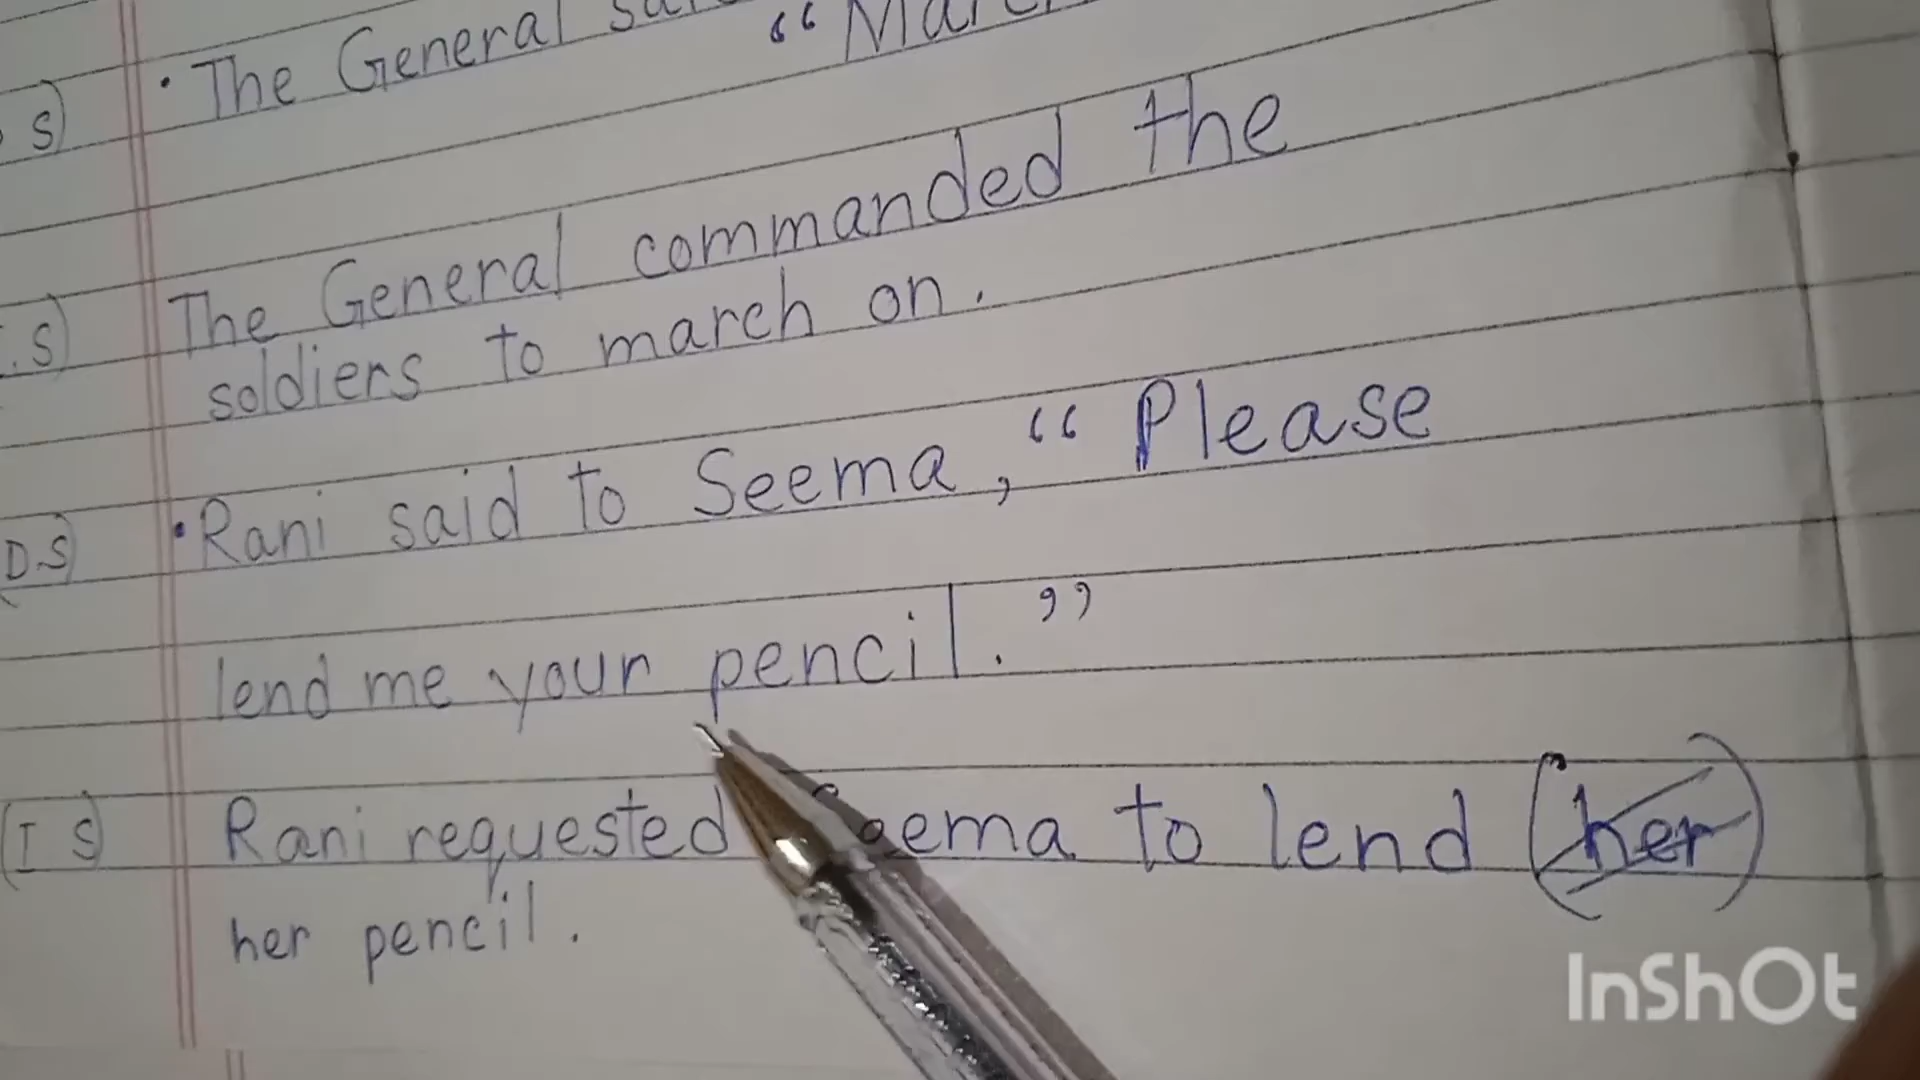 • The General
"March
S)
The General commanded the
.S)
soldiers to march on.
D.S)
• Rani said to Seema, "Please
lend me your pencil."
(I S)
Rani requested Seema to lend (her)
her pencil.
InShOt